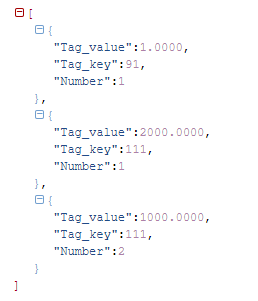 [
{
"Tag_value":1.0000,
"Tag_key":91,
"Number":1
},
{
"Tag_value":2000.0000,
"Tag_key":111,
"Number":1
},
{
"Tag_value":1000.0000,
"Tag_key":111,
"Number":2
}
]